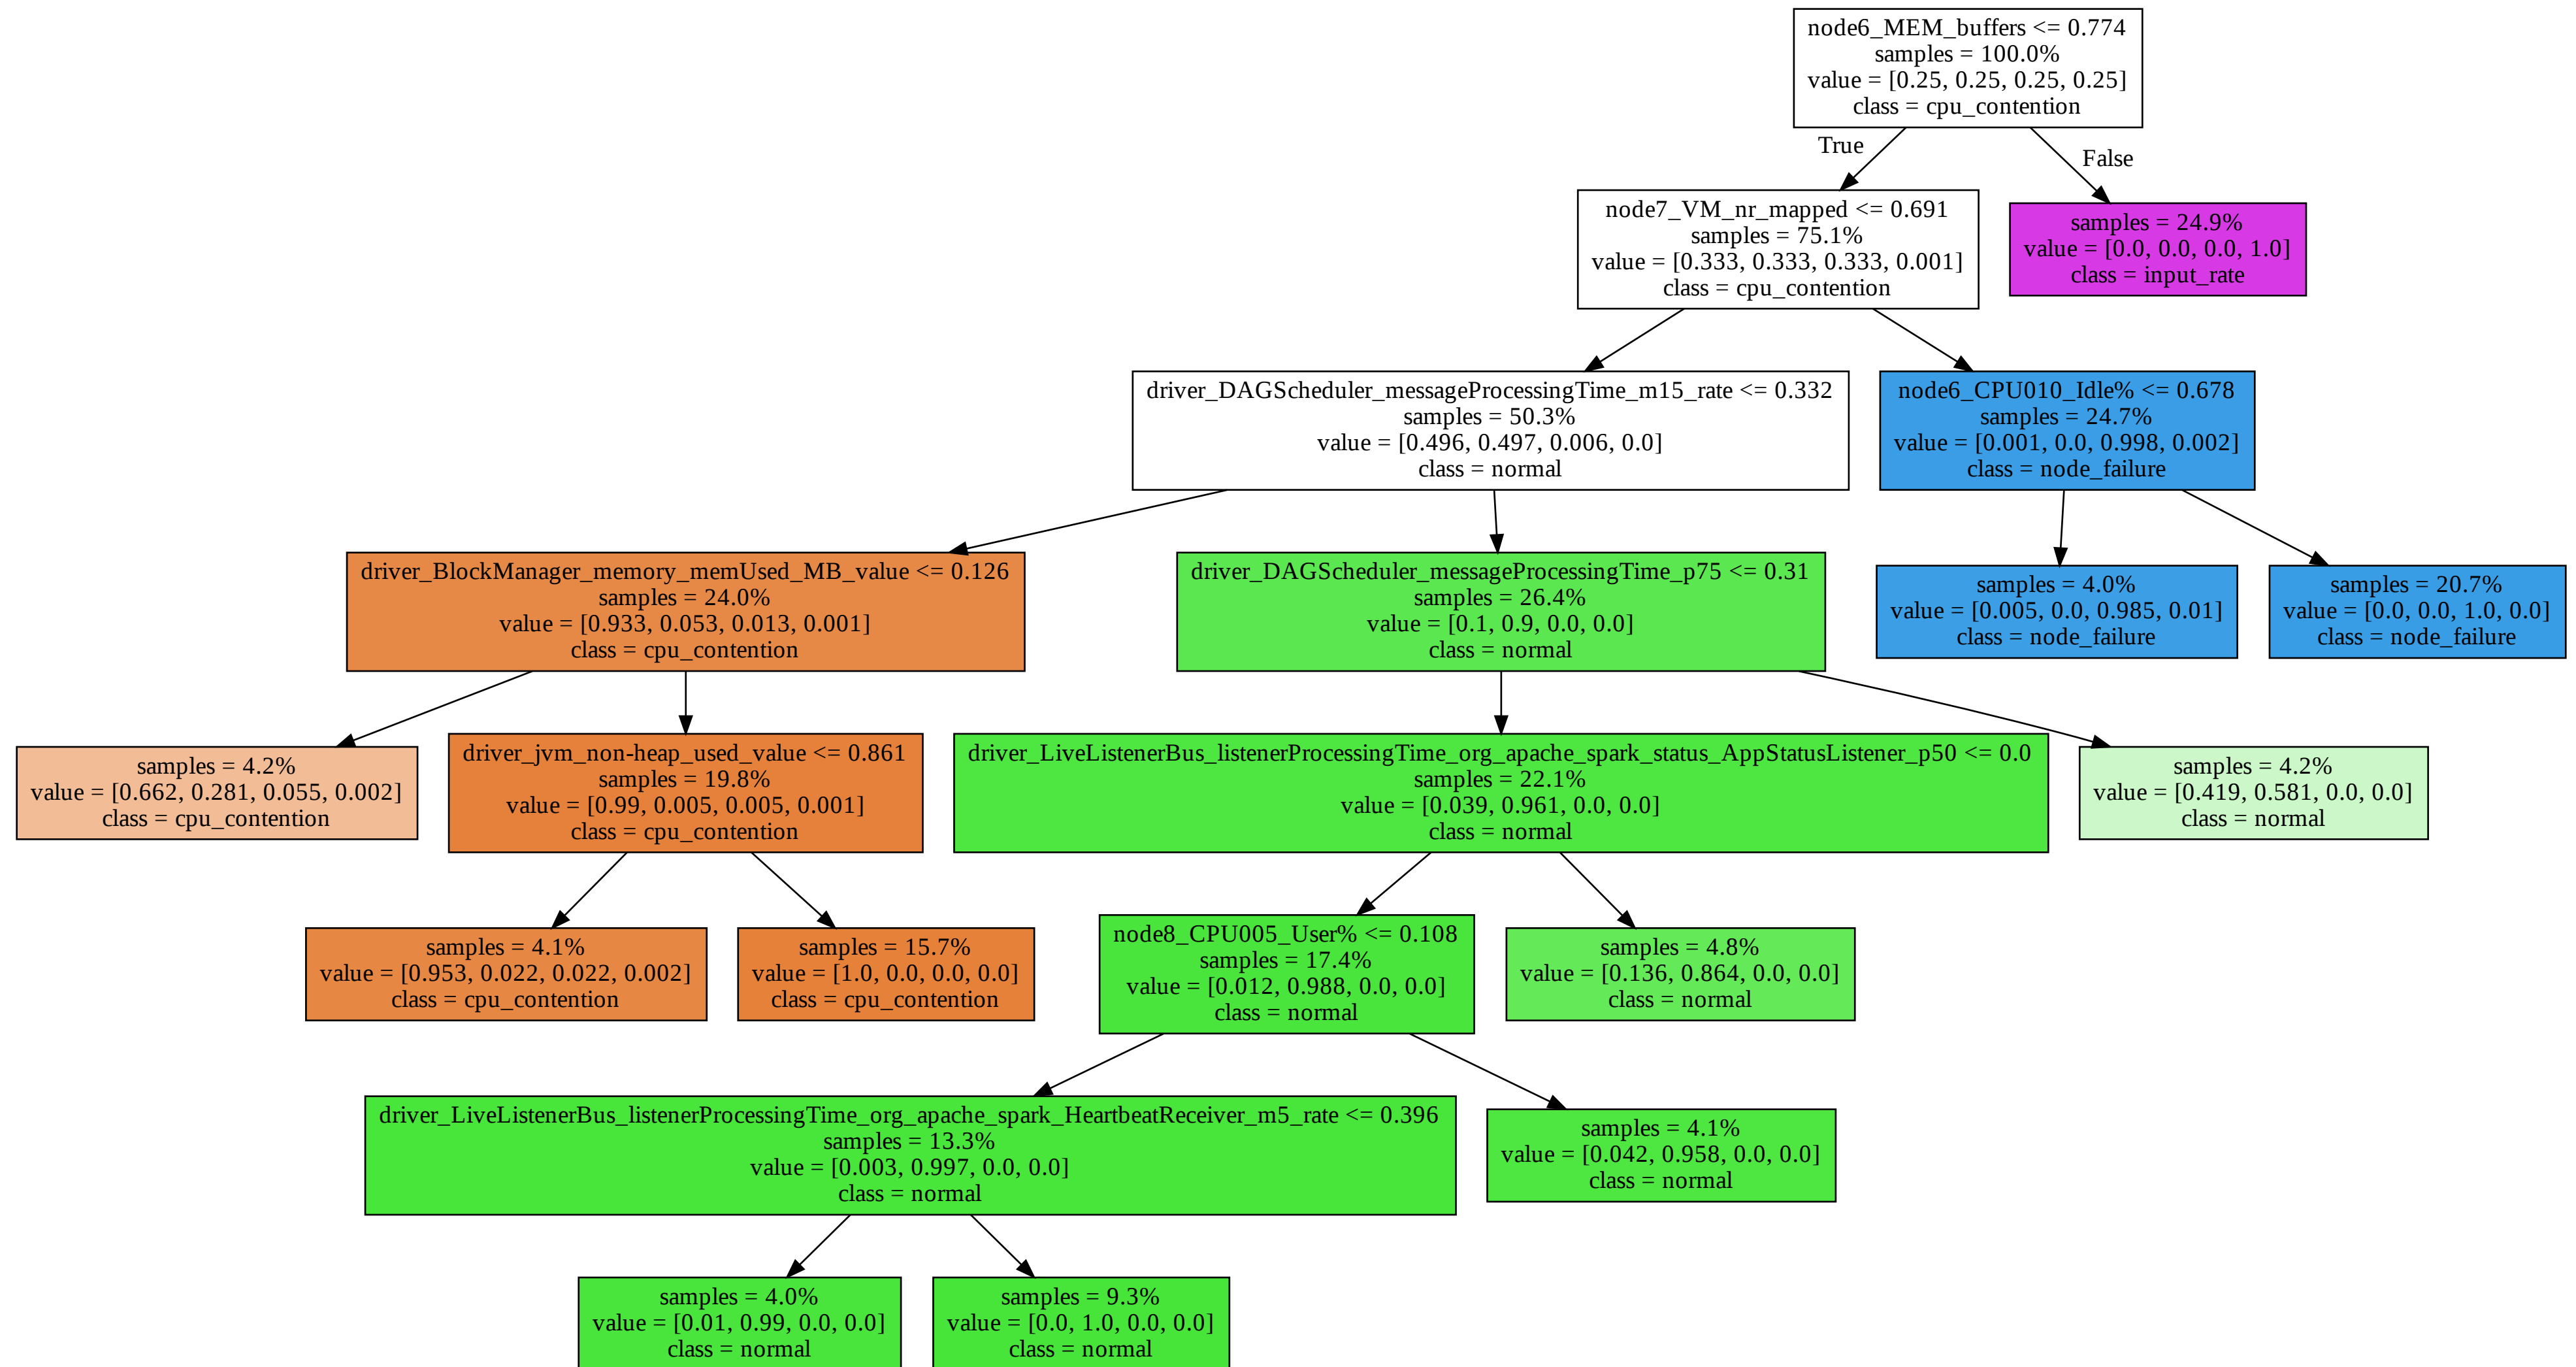 node6_MEM_buffers <= 0.774
samples = 100.0%
value = [0.25, 0.25, 0.25, 0.25]
class = cpu_contention
True
False
node7_VM_nr_mapped <= 0.691
samples = 75.1%
value = [0.333, 0.333, 0.333, 0.001]
class = cpu_contention
samples = 24.9%
value = [0.0, 0.0, 0.0, 1.0]
class = input_rate
driver_DAGScheduler_messageProcessingTime_m15_rate <= 0.332
samples = 50.3%
value = [0.496, 0.497, 0.006, 0.0]
class = normal
node6_CPU010_Idle% <= 0.678
samples = 24.7%
value = [0.001, 0.0, 0.998, 0.002]
class = node_failure
driver_BlockManager_memory_memUsed_MB_value <= 0.126
samples = 24.0%
value = [0.933, 0.053, 0.013, 0.001]
class = cpu_contention
driver_DAGScheduler_messageProcessingTime_p75 <= 0.31
samples = 26.4%
value = [0.1, 0.9, 0.0, 0.0]
class = normal
samples = 4.0%
value = [0.005, 0.0, 0.985, 0.01]
class = node_failure
samples = 20.7%
value = [0.0, 0.0, 1.0, 0.0]
class = node_failure
samples = 4.2%
value = [0.662, 0.281, 0.055, 0.002]
class = cpu_contention
driver_jvm_non-heap_used_value <= 0.861
samples = 19.8%
value = [0.99, 0.005, 0.005, 0.001]
class = cpu_contention
driver_LiveListenerBus_listenerProcessingTime_org_apache_spark_status_AppStatusListener_p50 <= 0.0
samples = 22.1%
value = [0.039, 0.961, 0.0, 0.0]
class = normal
samples = 4.2%
value = [0.419, 0.581, 0.0, 0.0]
class = normal
samples = 4.1%
value = [0.953, 0.022, 0.022, 0.002]
class = cpu_contention
samples = 15.7%
value = [1.0, 0.0, 0.0, 0.0]
class = cpu_contention
node8_CPU005_User% <= 0.108
samples = 17.4%
value = [0.012, 0.988, 0.0, 0.0]
class = normal
samples = 4.8%
value = [0.136, 0.864, 0.0, 0.0]
class = normal
driver_LiveListenerBus_listenerProcessingTime_org_apache_spark_HeartbeatReceiver_m5_rate <= 0.396
samples = 13.3%
value = [0.003, 0.997, 0.0, 0.0]
class = normal
samples = 4.1%
value = [0.042, 0.958, 0.0, 0.0]
class = normal
samples = 4.0%
value = [0.01, 0.99, 0.0, 0.0]
class = normal
samples = 9.3%
value = [0.0, 1.0, 0.0, 0.0]
class = normal